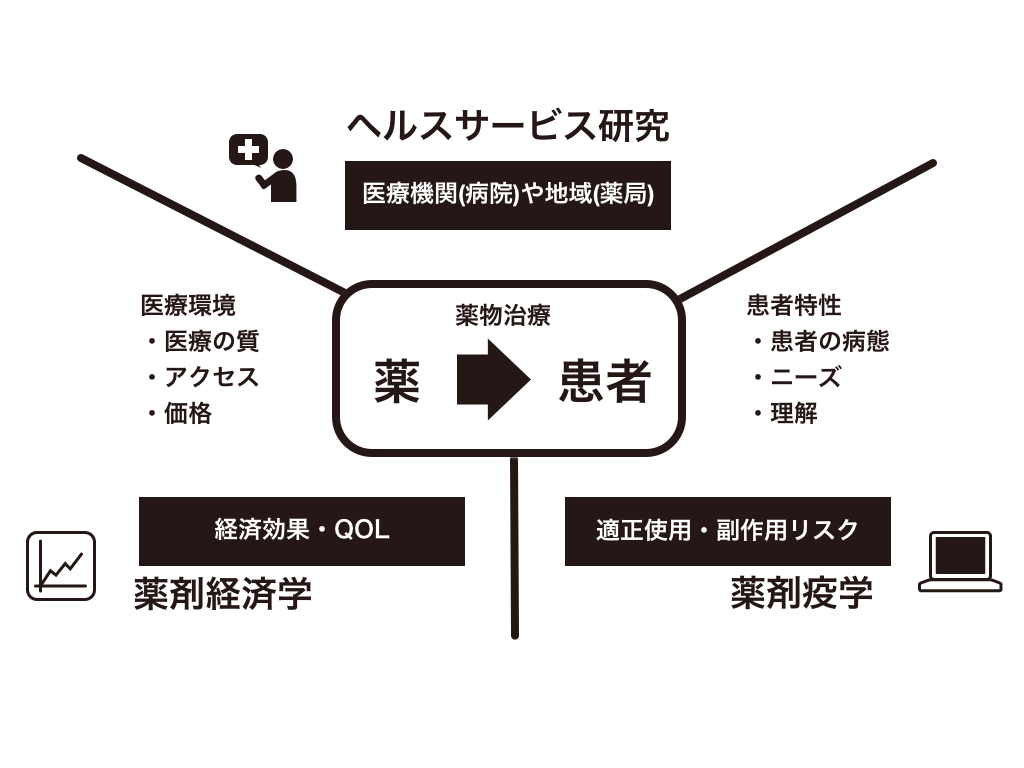 ヘルスサービス研究
医療機関(病院)や地域(薬局)
医療環境
・医療の質
・アクセス
・価格
薬物治療
薬
患者
患者特性
・患者の病態
・ニーズ
・理解
経済効果・QOL
薬剤経済学
適正使用・副作用リスク
薬剤疫学